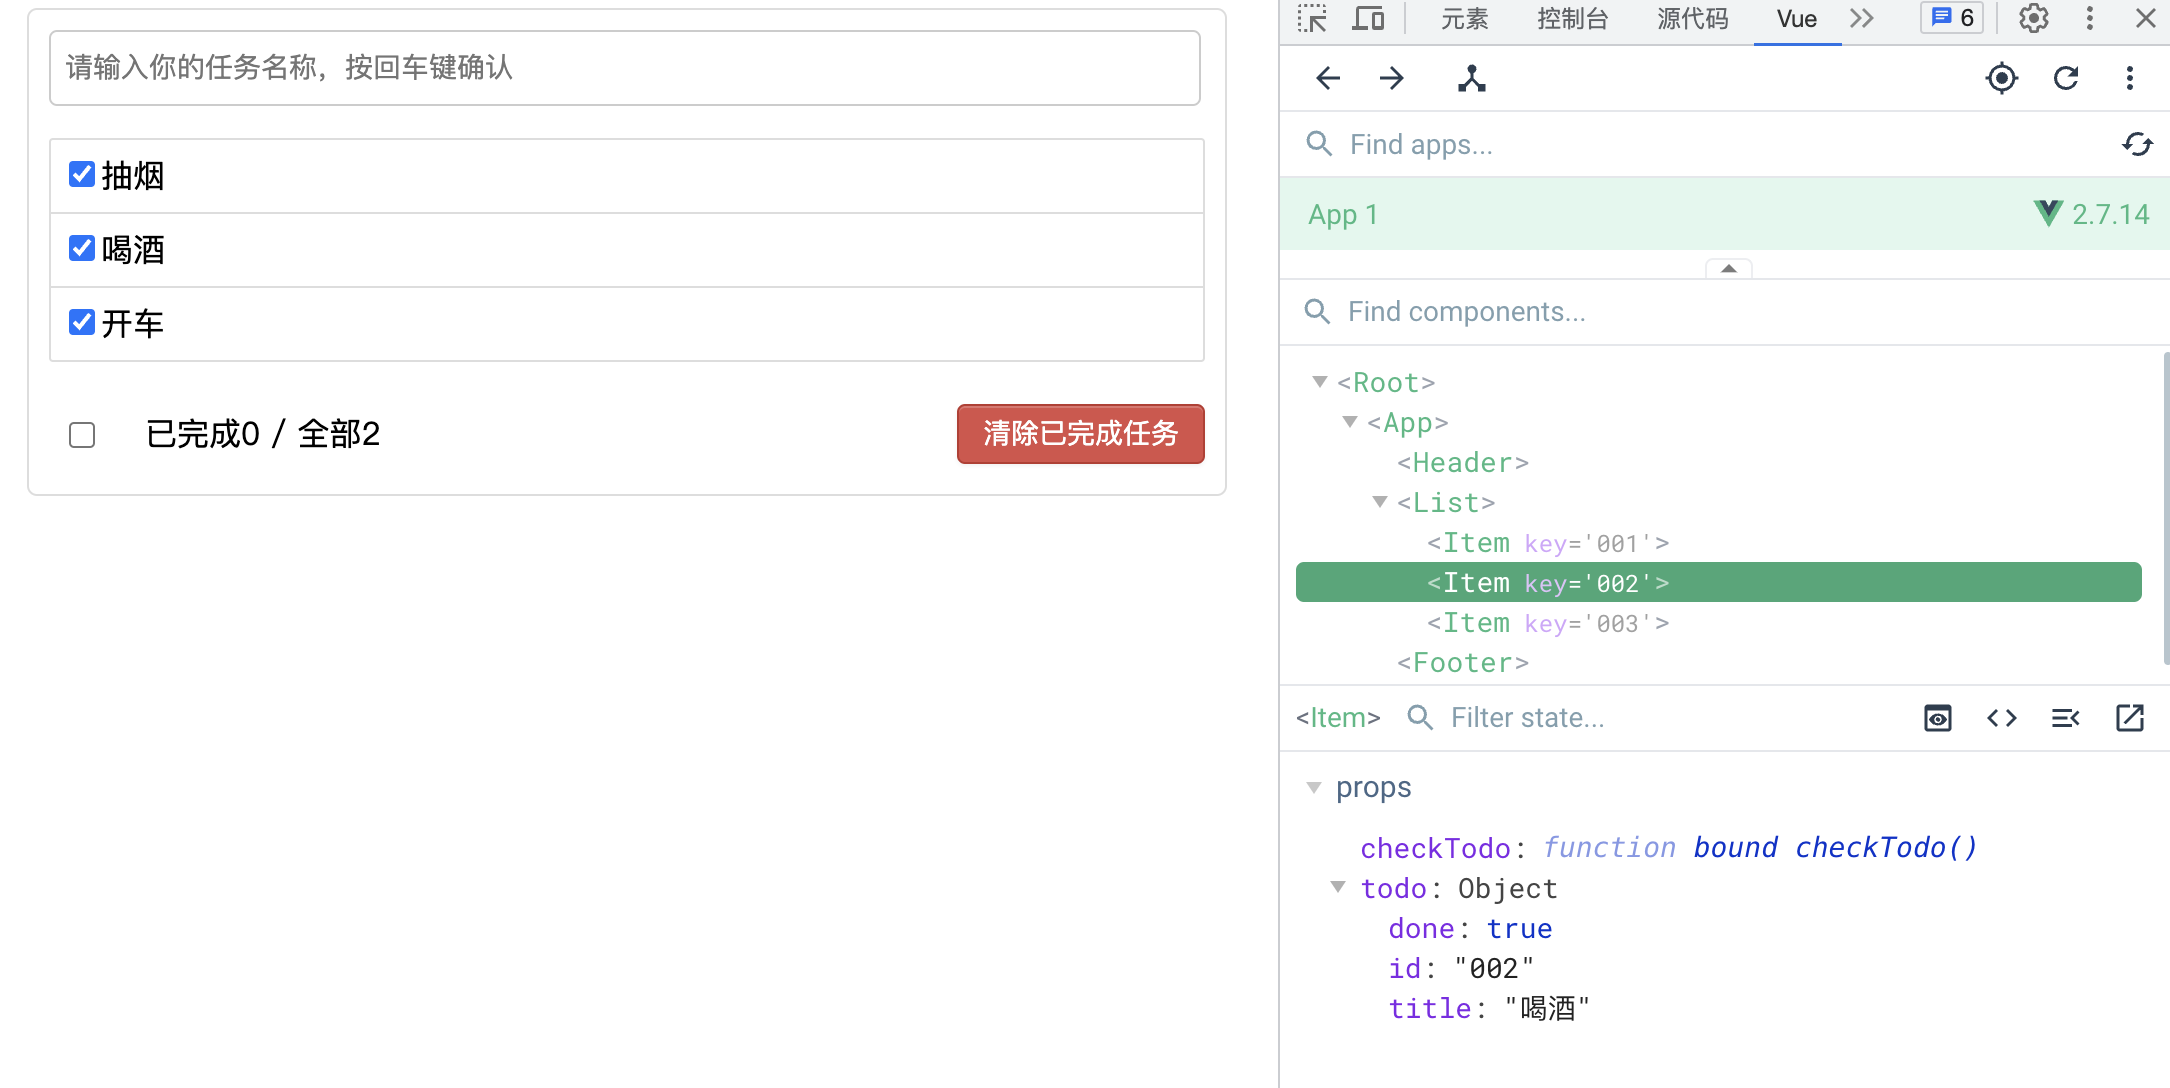 请输入你的任务名称，按回车键确认
抽烟
喝酒
开车
已完成0 / 全部2
清除已完成任务
元素 控制台 源代码 Vue 6
Find apps...
App 1 2.7.14
Find components...
<Root>
<App>
<Header>
<List>
<Item key='001'>
<Item key='002'>
<Item key='003'>
<Footer>
<Item> Filter state...
props
checkTodo: function bound checkTodo()
todo: Object
done: true
id: "002"
title: "喝酒"